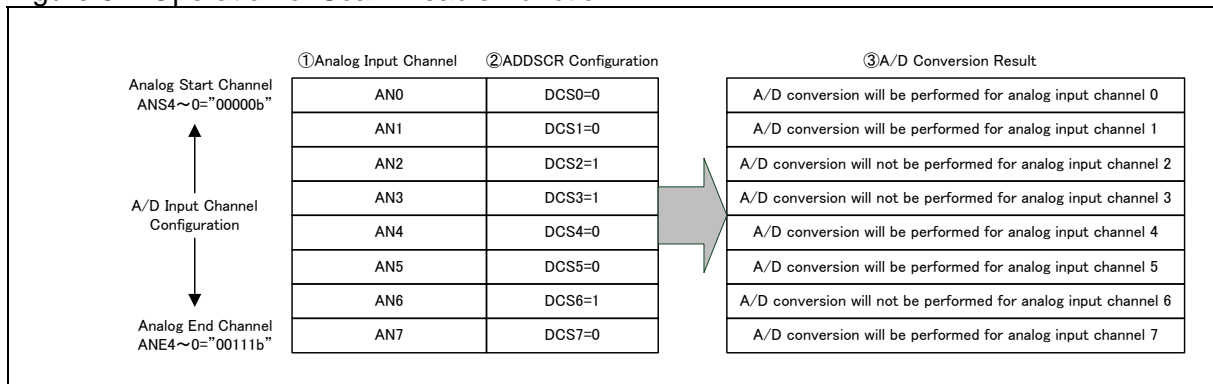 ①Analog Input Channel ②ADDSCR Configuration ③A/D Conversion Result
Analog Start Channel
ANS4～0="00000b"
A/D Input Channel
Configuration
Analog End Channel
ANE4～0="00111b"
AN0 DCS0=0 A/D conversion will be performed for analog input channel 0
AN1 DCS1=0 A/D conversion will be performed for analog input channel 1
AN2 DCS2=1 A/D conversion will not be performed for analog input channel 2
AN3 DCS3=1 A/D conversion will not be performed for analog input channel 3
AN4 DCS4=0 A/D conversion will be performed for analog input channel 4
AN5 DCS5=0 A/D conversion will be performed for analog input channel 5
AN6 DCS6=1 A/D conversion will not be performed for analog input channel 6
AN7 DCS7=0 A/D conversion will be performed for analog input channel 7